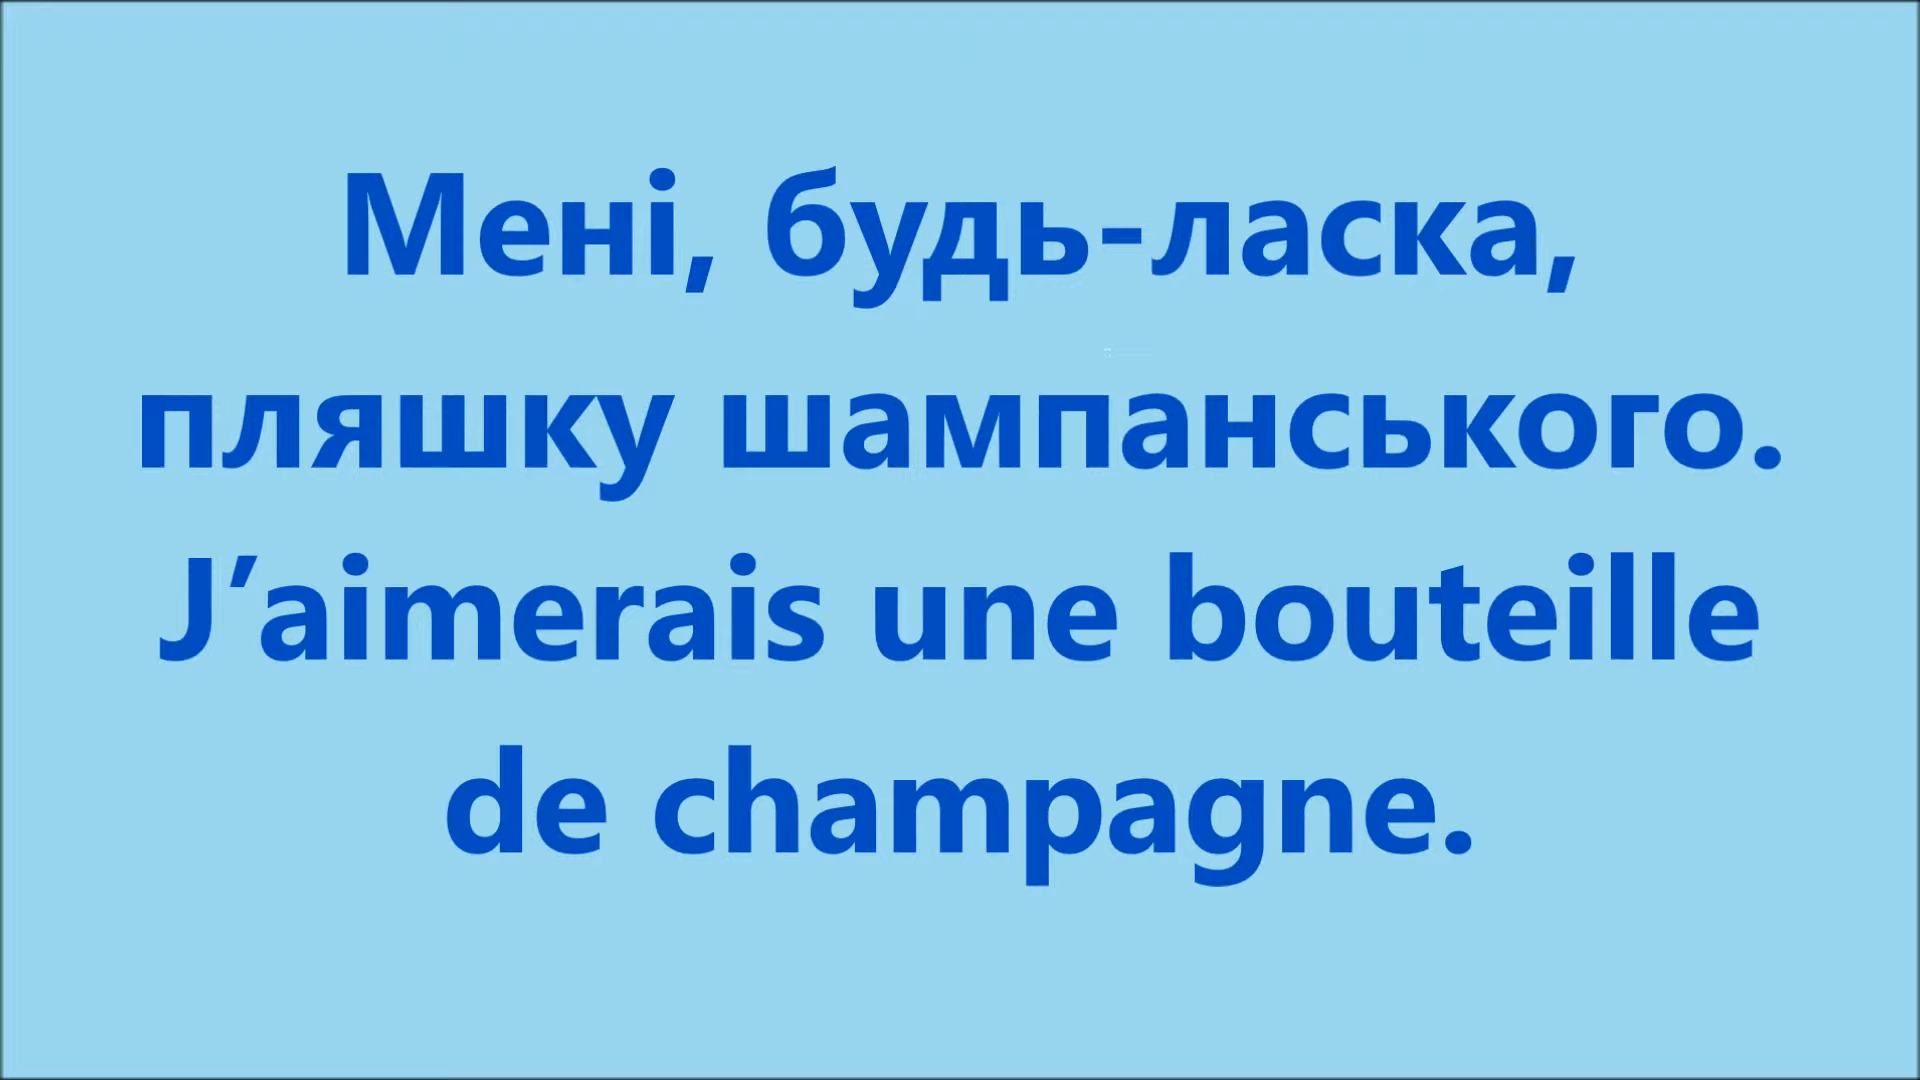 Мені, будь-ласка,
пляшку шампанського.
J’aimerais une bouteille
de champagne.